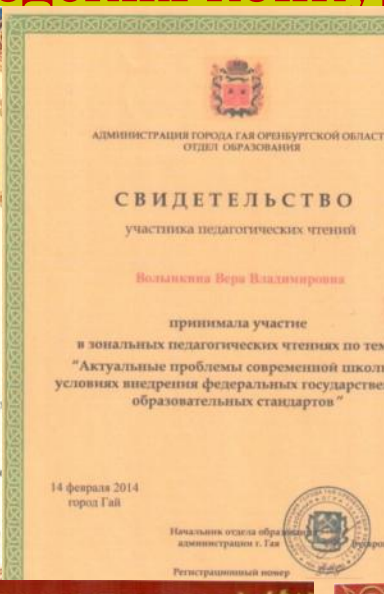 АДМИНИСТРАЦИЯ ГОРОДА ГАЯ ОРЕНБУРГСКОЙ ОБЛАСТ
ОТДЕЛ ОБРАЗОВАНИЯ
СВИДЕТЕЛЬСТВО
участника педагогических чтений
Волынкина Вера Владимировна
принимала участие
в зональных педагогических чтениях по тем
"Актуальные проблемы современной школ
условиях внедрения федеральных государстве
образовательных стандартов"
14 февраля 2014
город Гай
Начальник отдела обра
администрации г. Гая
Регистрационный номер